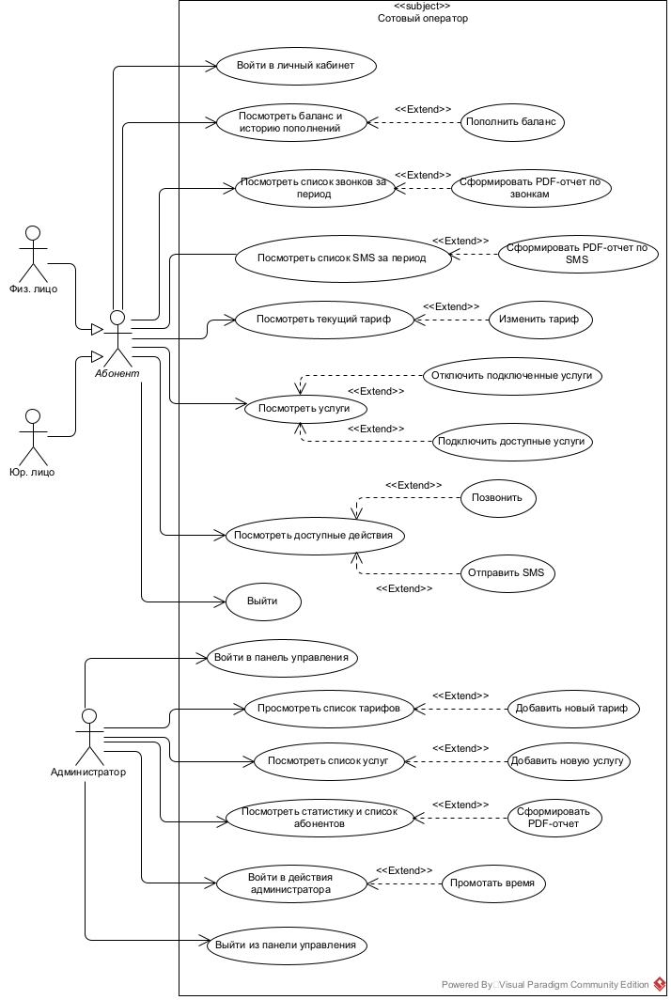 <<subject>>
Сотовый оператор
Войти в личный кабинет
Посмотреть баланс и
историю пополнений
<<Extend>>
Пополнить баланс
Посмотреть список звонков за
период
<<Extend>>
Сформировать PDF-отчет по
звонкам
Физ. лицо
Посмотреть список SMS за период
<<Extend>>
Сформировать PDF-отчет по
SMS
Абонент
Посмотреть текущий тариф
<<Extend>>
Изменить тариф
Отключить подключенные услуги
<<Extend>>
Посмотреть услуги
<<Extend>>
Подключить доступные услуги
Юр. лицо
<<Extend>>
Позвонить
Посмотреть доступные действия
Отправить SMS
<<Extend>>
Выйти
Войти в панель управления
Администратор
Просмотреть список тарифов
<<Extend>>
Добавить новый тариф
Посмотреть список услуг
<<Extend>>
Добавить новую услугу
Посмотреть статистику и список
абонентов
<<Extend>>
Сформировать
PDF-отчет
Войти в действия
администратора
<<Extend>>
Промотать время
Выйти из панели управления
Powered By Visual Paradigm Community Edition